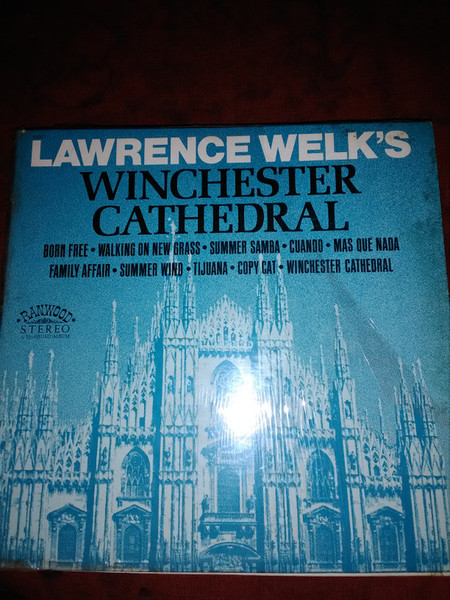 LAWRENCE WELK'S
WINCHESTER
CATHEDRAL
BORN FREE • WALKING ON NEW GRASS • SUMMER SAMBA • CUANDO • MAS QUE NADA
FAMILY AFFAIR • SUMMER WIND • TIJUANA • COPY CAT • WINCHESTER CATHEDRAL
RANWOOD
STEREO